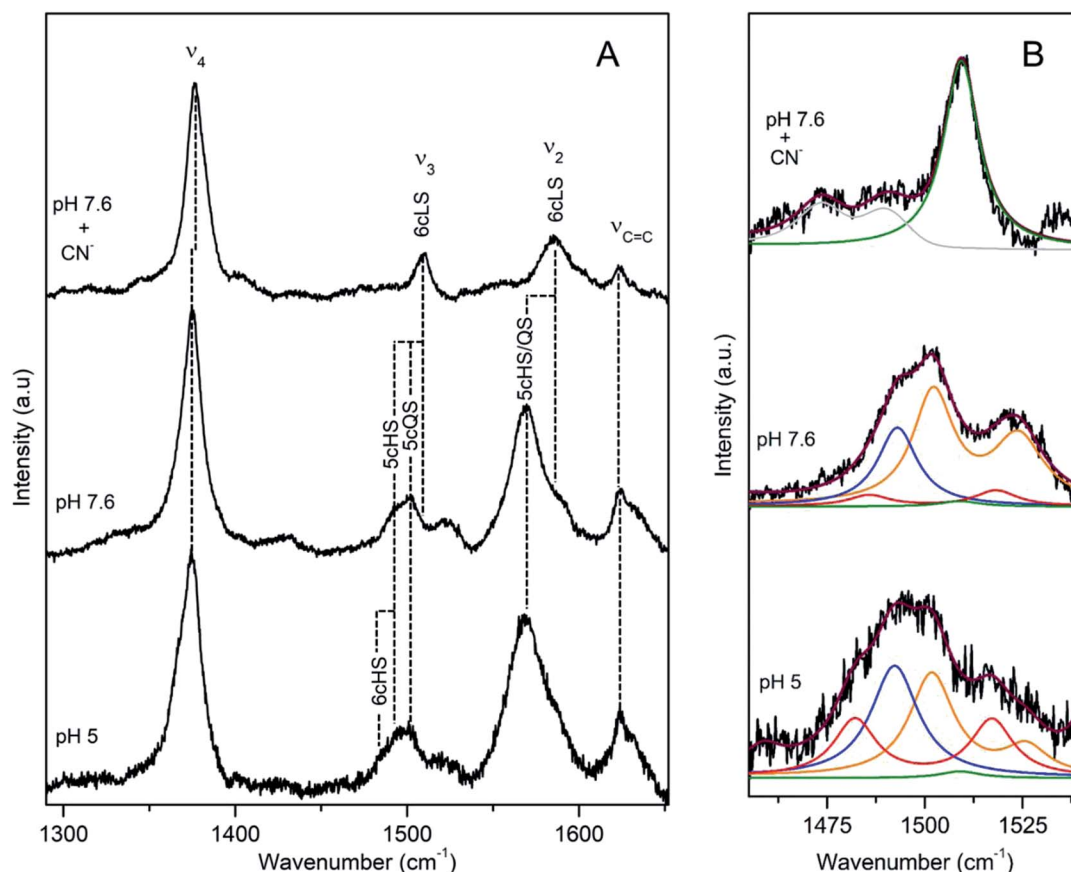 A
ν4
ν3
ν2
νC=C
6cLS
6cLS
pH 7.6
+
CN-
5cHS
5cQS
5cHS/QS
pH 7.6
6cHS
pH 5
Intensity (a.u)
1300
1400
1500
1600
Wavenumber (cm-1)
B
pH 7.6
+
CN-
pH 7.6
pH 5
Intensity (a.u.)
1475
1500
1525
Wavenumber (cm-1)